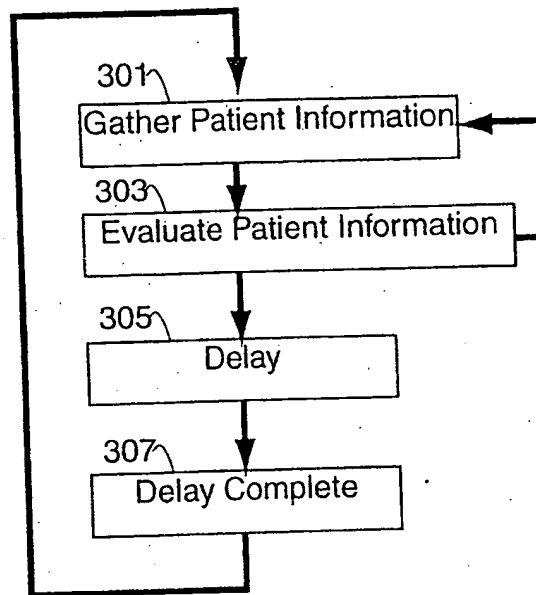 301
Gather Patient Information
303
Evaluate Patient Information
305
Delay
307
Delay Complete